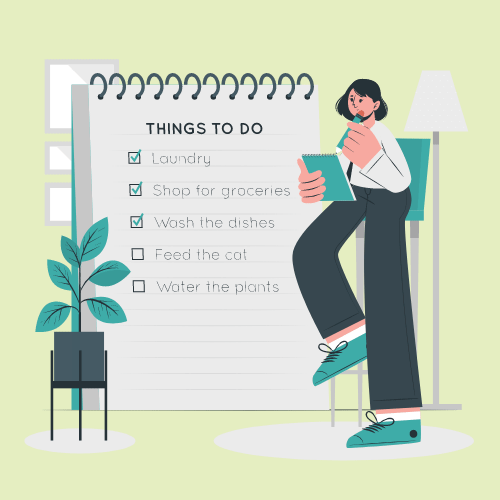 THINGS TO DO
Laundry
Shop for groceries
Wash the dishes
Feed the cat
Water the plants